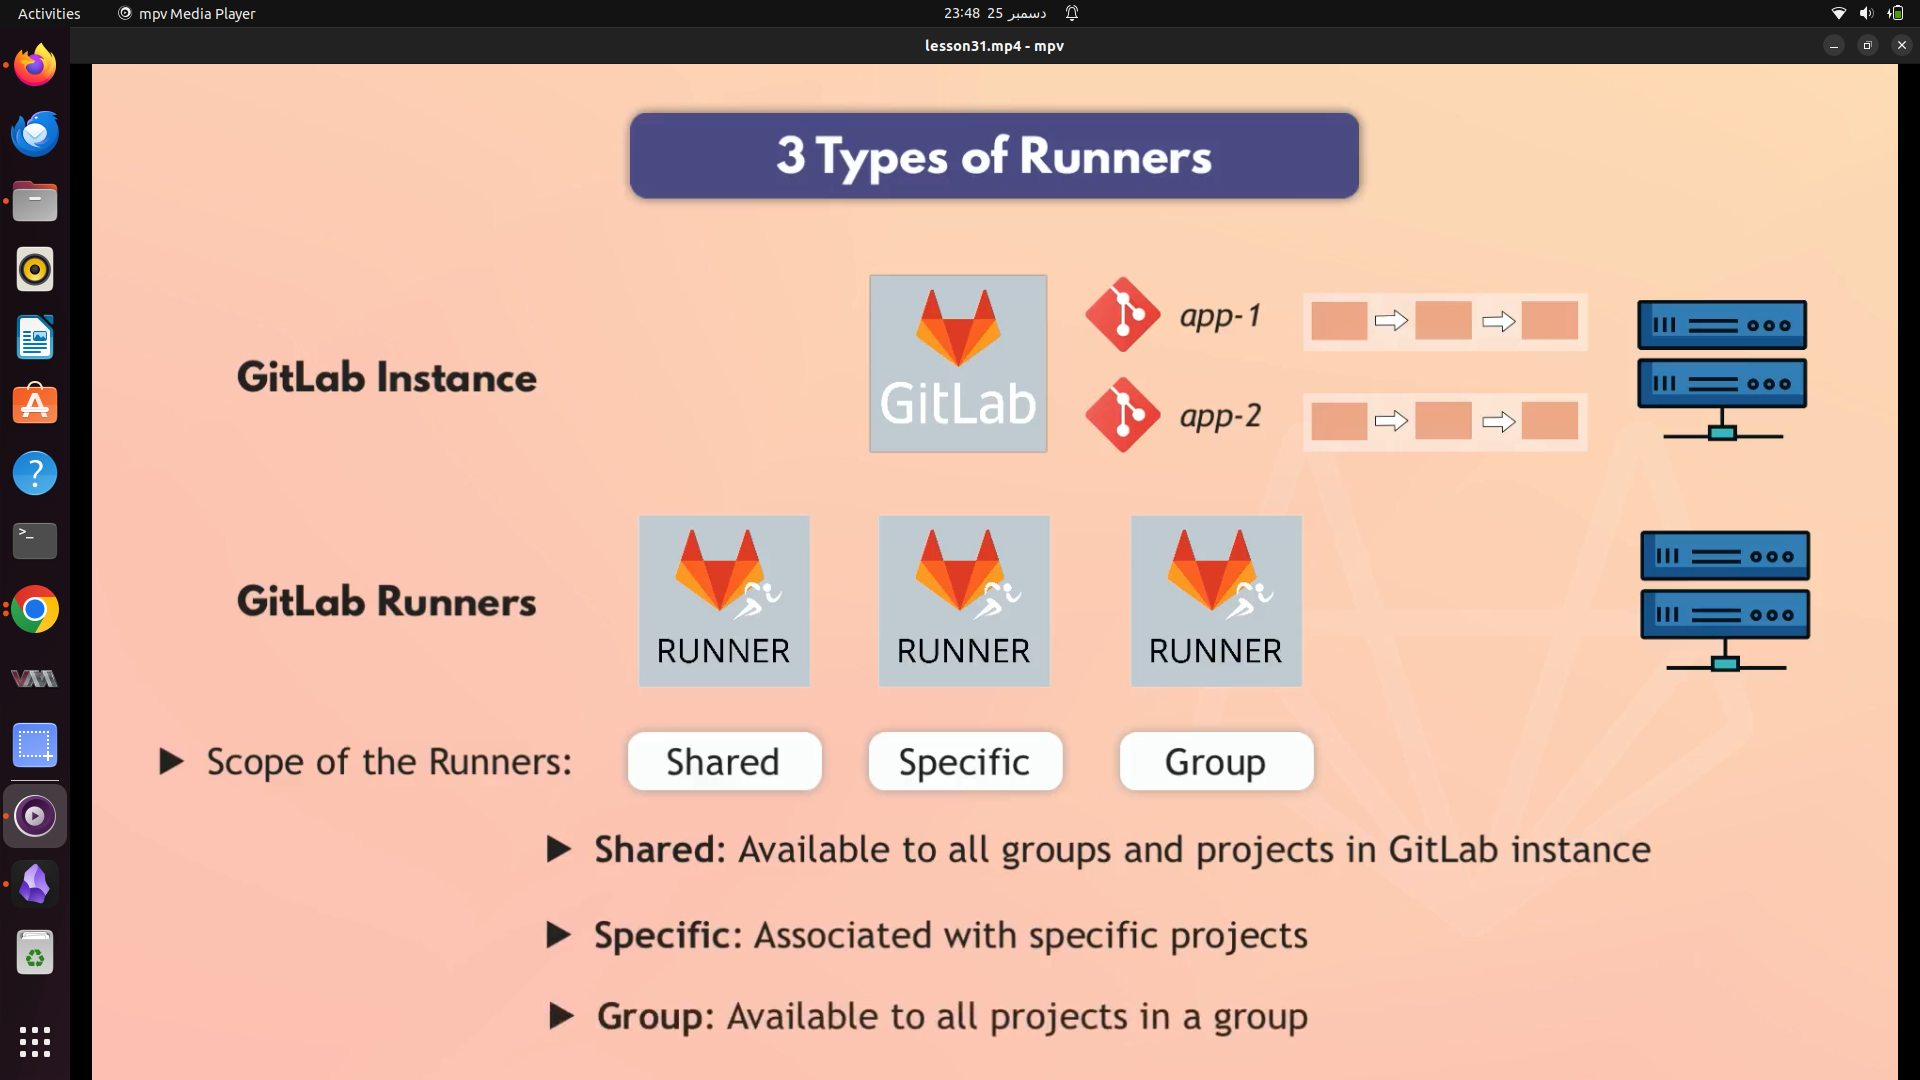 Activities
mpv Media Player
23:48 25 دسمبر
lesson31.mp4 - mpv
3 Types of Runners
GitLab Instance
GitLab
app-1
app-2
GitLab Runners
RUNNER
RUNNER
RUNNER
Scope of the Runners:
Shared
Specific
Group
Shared: Available to all groups and projects in GitLab instance
Specific: Associated with specific projects
Group: Available to all projects in a group